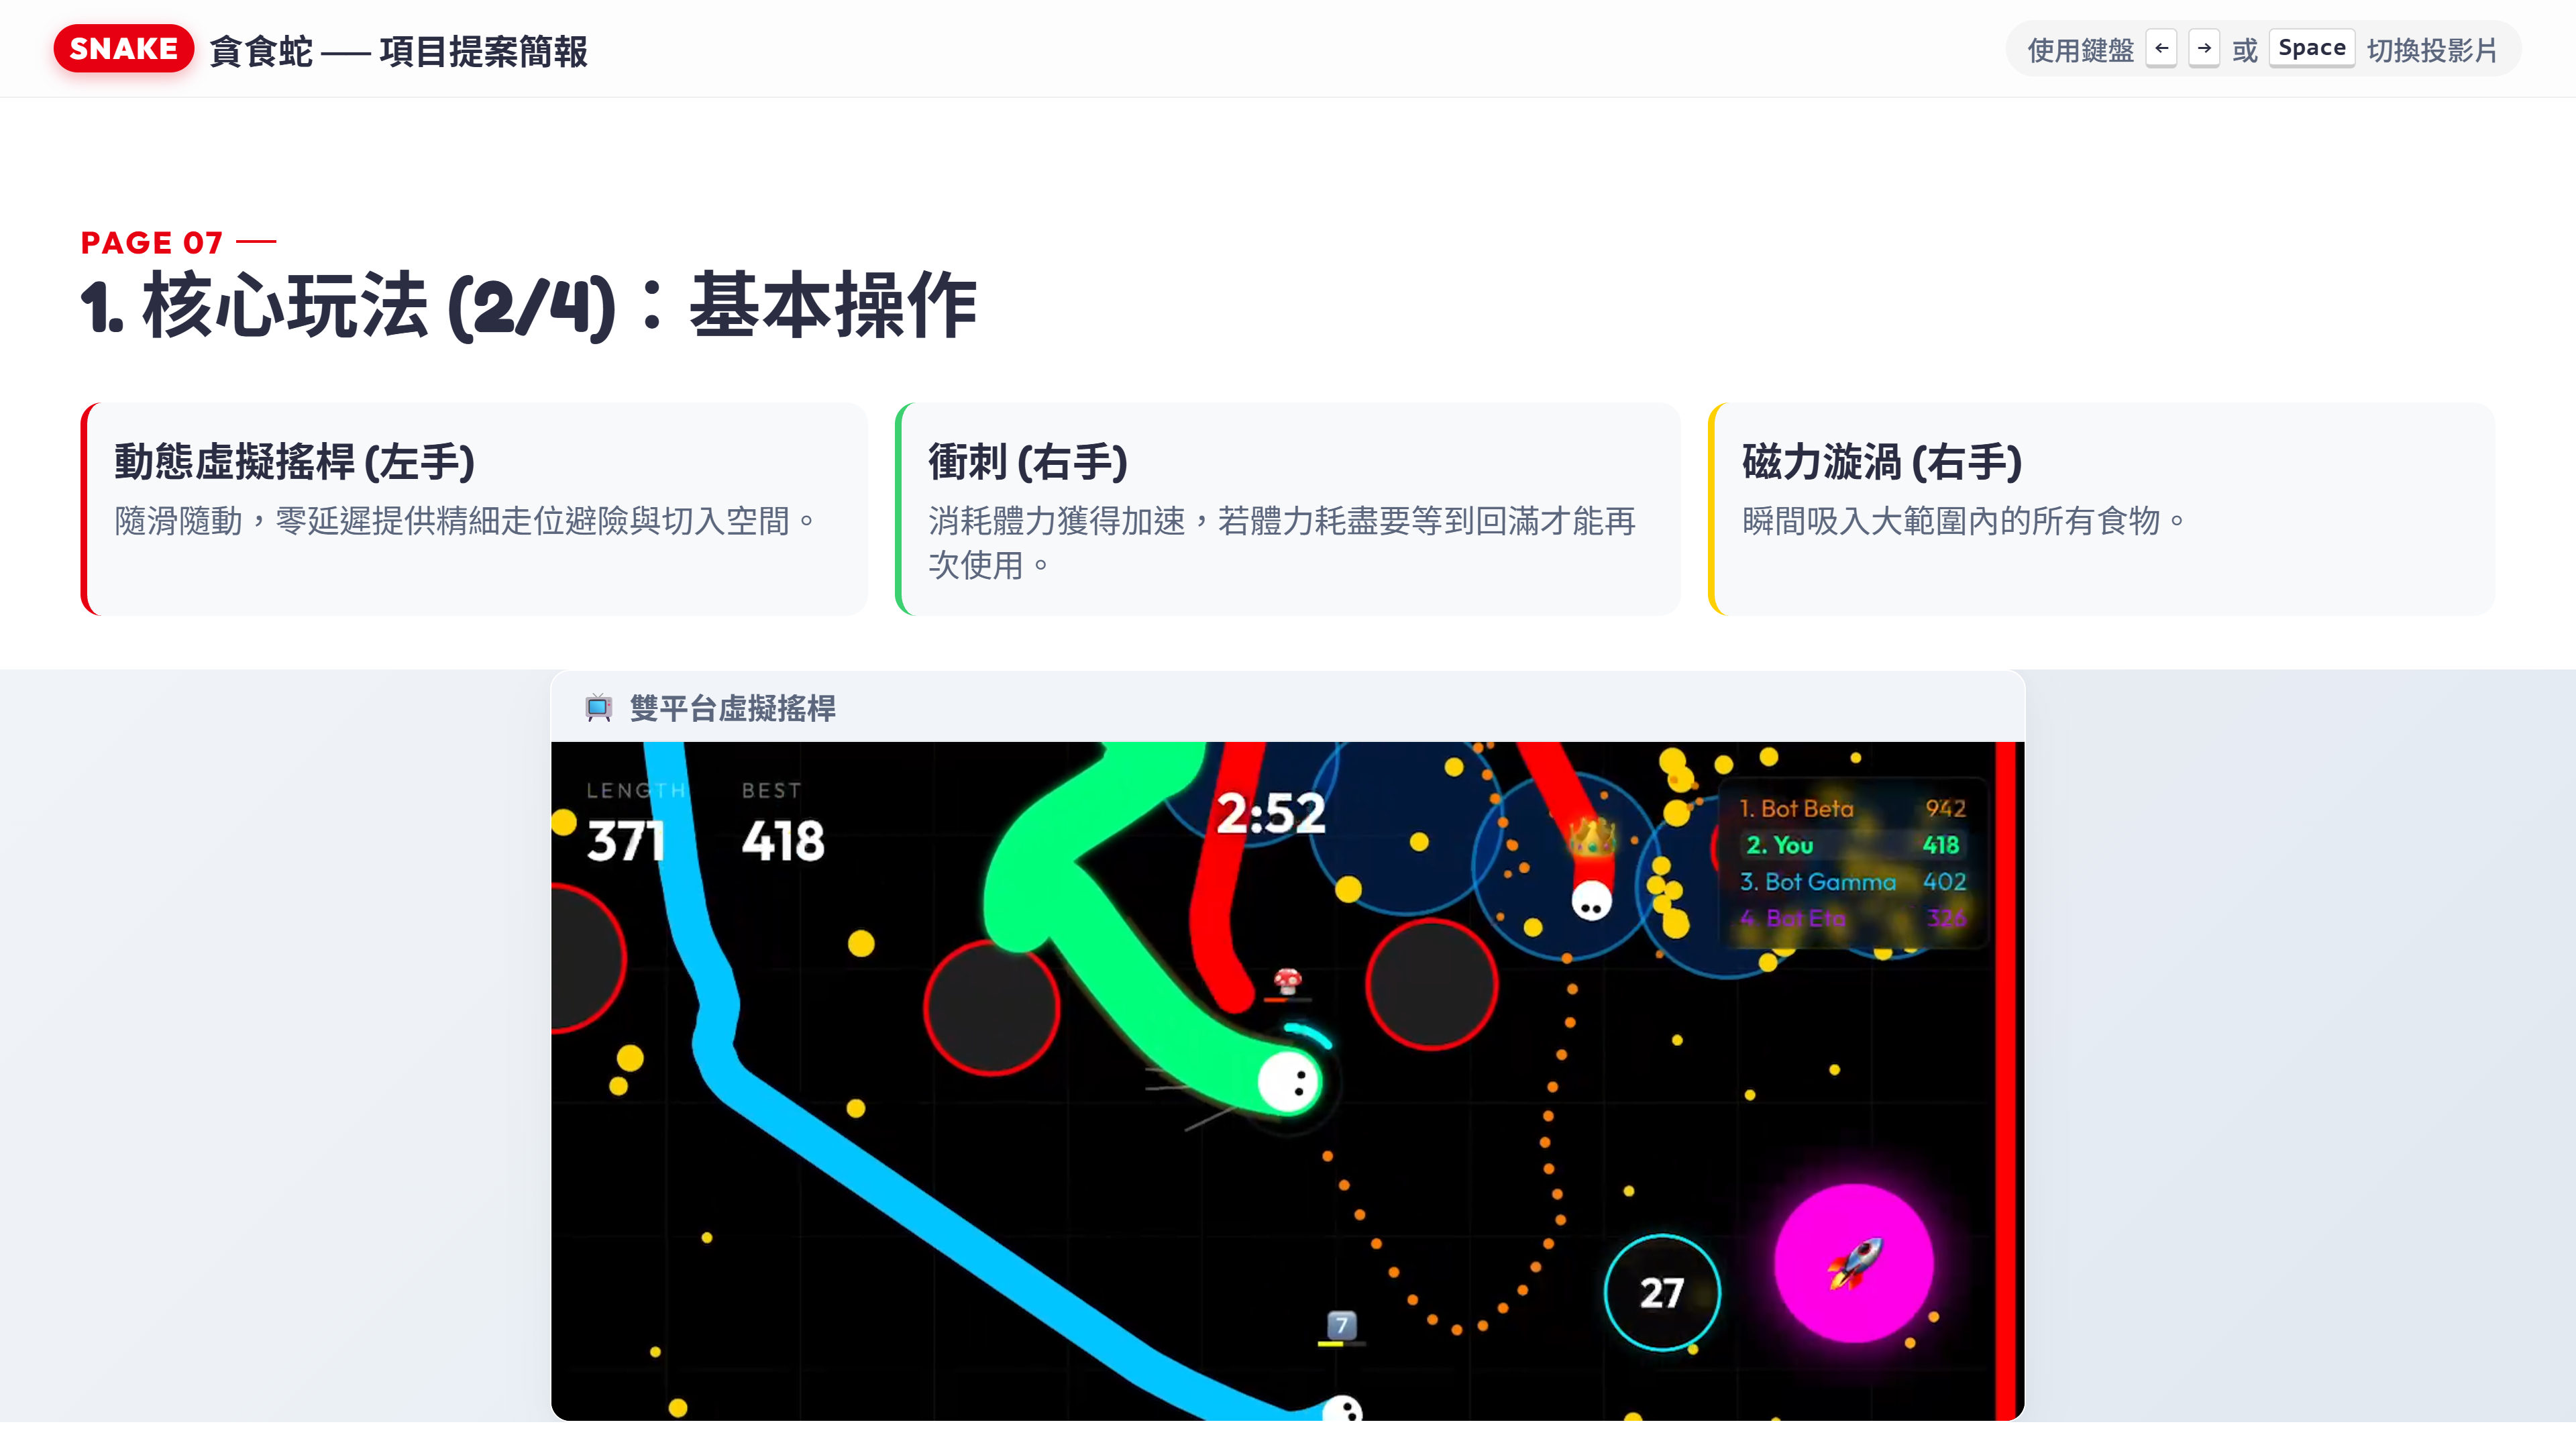 SNAKE 貪食蛇 —— 項目提案簡報
使用鍵盤 ← → 或 Space 切換投影片
PAGE 07
1. 核心玩法 (2/4)：基本操作
動態虛擬搖桿 (左手)
隨滑隨動，零延遲提供精細走位避險與切入空間。
衝刺 (右手)
消耗體力獲得加速，若體力耗盡要等到回滿才能再
次使用。
磁力漩渦 (右手)
瞬間吸入大範圍內的所有食物。
雙平台虛擬搖桿
LENGTH
371
BEST
418
2:52
1. Bot Beta 942
2. You 418
3. Bot Gamma 402
4. Bot Eta 326
27
7